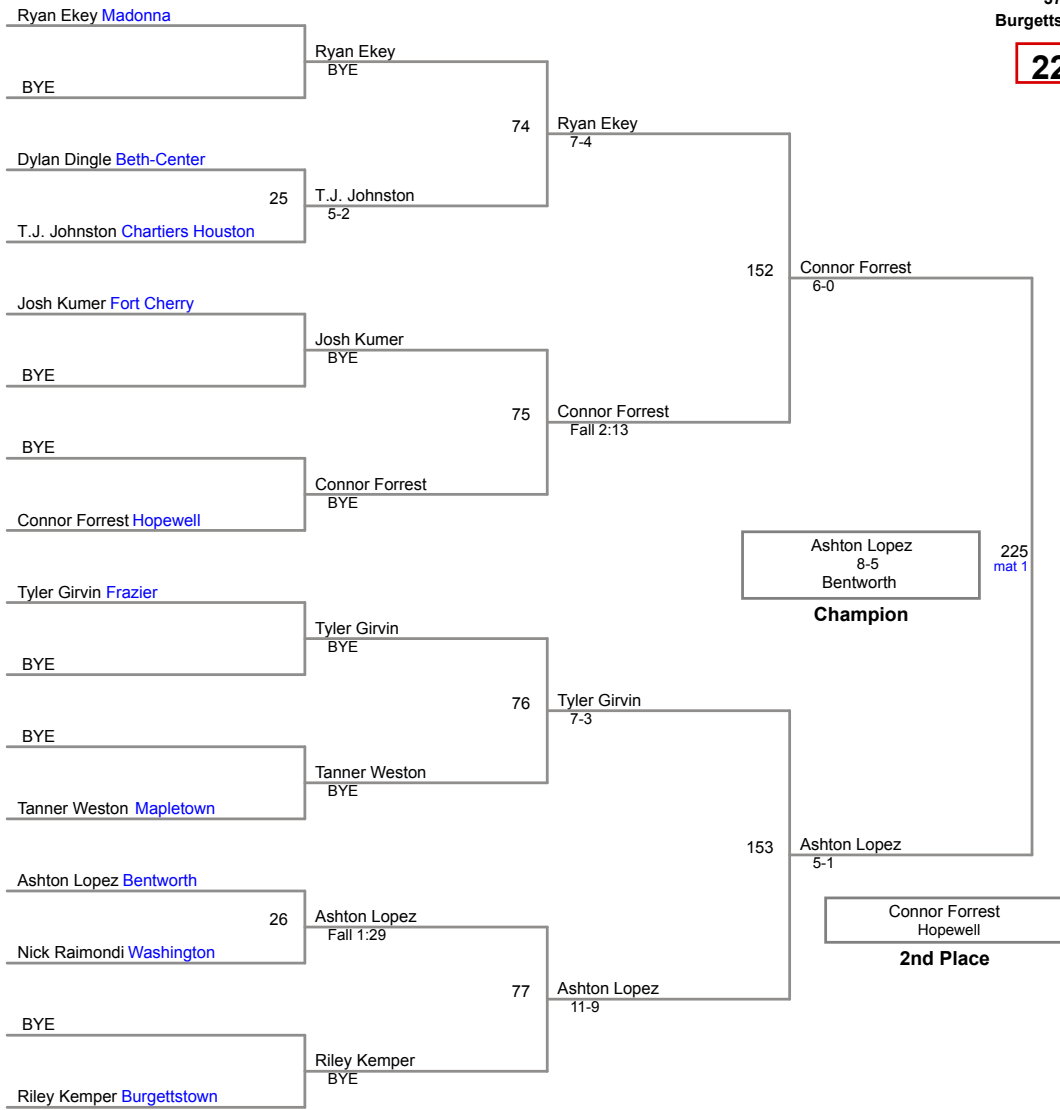 Burgetts
22
Ryan Ekey Madonna
BYE
Dylan Dingle Beth-Center
25
T.J. Johnston Chartiers Houston
Josh Kumer Fort Cherry
BYE
BYE
Connor Forrest Hopewell
Tyler Girvin Frazier
BYE
BYE
Tanner Weston Mapletown
Ashton Lopez Bentworth
26
Nick Raimondi Washington
BYE
Riley Kemper Burgettstown
Ryan Ekey
BYE
74
T.J. Johnston
5-2
Josh Kumer
BYE
75
Connor Forrest
BYE
Tyler Girvin
BYE
76
Tanner Weston
BYE
Ashton Lopez
Fall 1:29
77
Riley Kemper
BYE
Ryan Ekey
7-4
152
Connor Forrest
Fall 2:13
Tyler Girvin
7-3
153
Ashton Lopez
11-9
Connor Forrest
6-0
225
mat 1
Ashton Lopez
5-1
Ashton Lopez
8-5
Bentworth
Champion
Connor Forrest
Hopewell
2nd Place